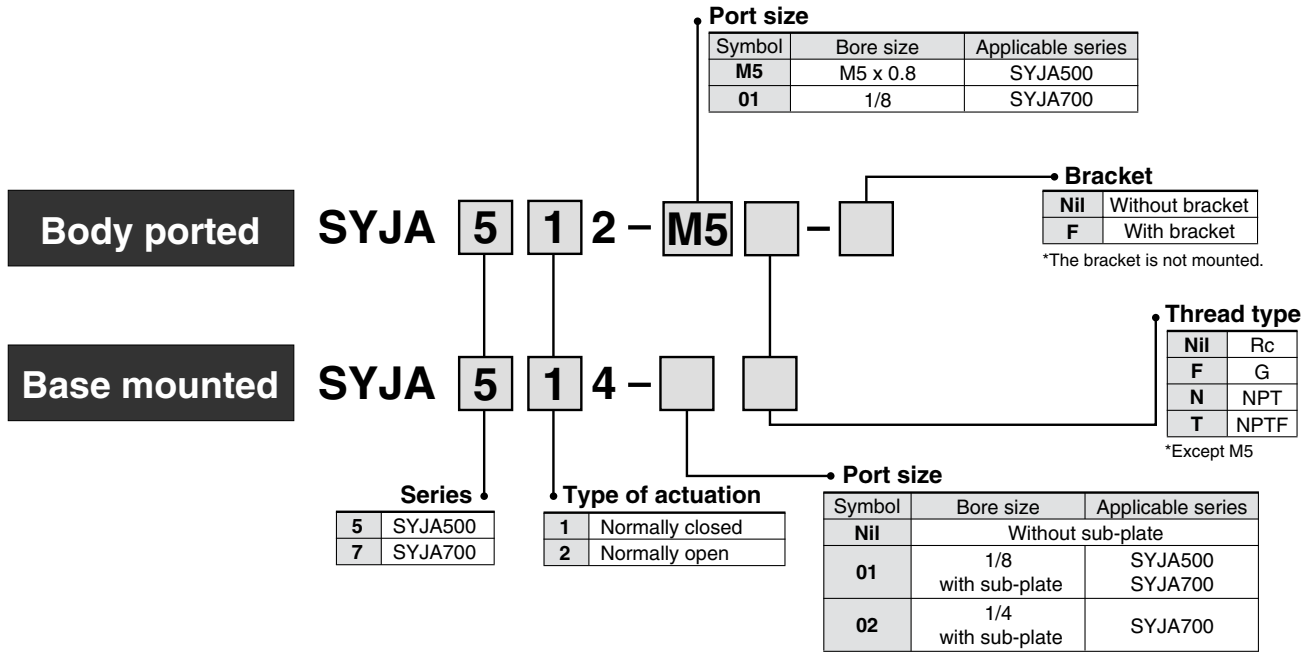 Port size
Symbol Bore size Applicable series
M5 M5 x 0.8 SYJA500
01 1/8 SYJA700
Bracket
Nil Without bracket
F With bracket
*The bracket is not mounted.
Body ported SYJA 5 1 2 – M5 –
Thread type
Nil Rc
F G
N NPT
T NPTF
*Except M5
Base mounted SYJA 5 1 4 –
Series
5 SYJA500
7 SYJA700
Type of actuation
1 Normally closed
2 Normally open
Port size
Symbol Bore size Applicable series
Nil Without sub-plate
01 1/8 with sub-plate SYJA500 SYJA700
02 1/4 with sub-plate SYJA700